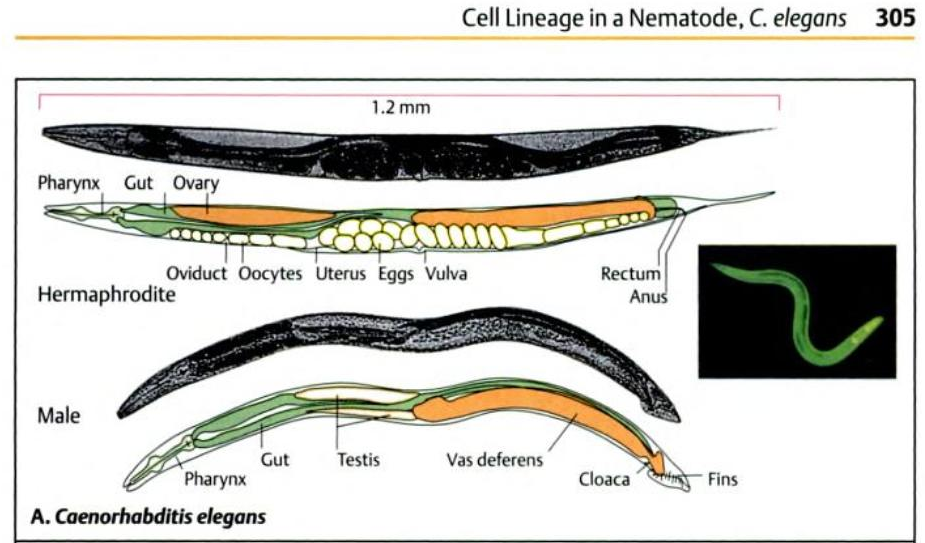 Cell Lineage in a Nematode, C. elegans 305
1.2 mm
Pharynx Gut Ovary
Oviduct Oocytes Uterus Eggs Vulva
Rectum
Anus
Hermaphrodite
Male
Pharynx
Gut
Testis
Vas deferens
Cloaca
Fins
A. Caenorhabditis elegans